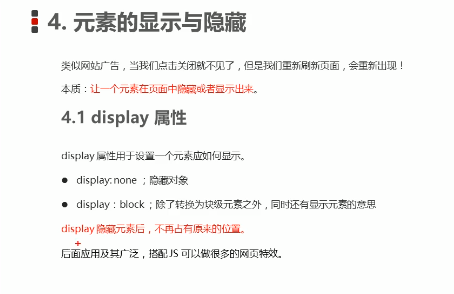 4. 元素的显示与隐藏
类似网站广告，当我们点击关闭就不见了，但是我们重新刷新页面，会重新出现！
本质：让一个元素在页面中隐藏或者显示出来。
4.1 display 属性
display 属性用于设置一个元素应如何显示。
● display: none ；隐藏对象
● display：block ；除了转换为块级元素之外，同时还有显示元素的意思
display 隐藏元素后，不再占有原来的位置。
后面应用及其广泛，搭配 JS 可以做很多的网页特效。